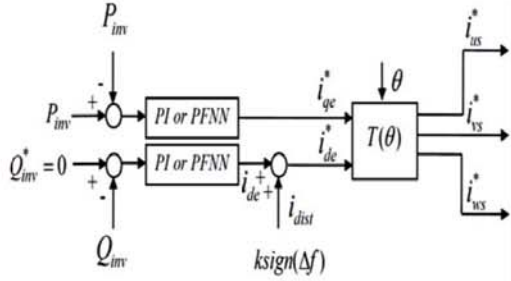 P_inv
i*_us
-
θ
P_inv + PI or PFNN i*_qe i*_vs
T(θ)
Q*_inv = 0 + PI or PFNN i_de + + i*_de
-
i*_ws
i_dist
Q_inv
ksign(Δf)